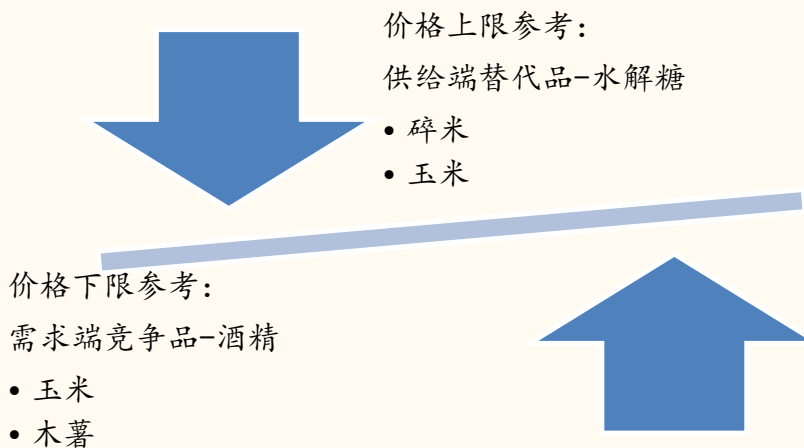 价格上限参考:
供给端替代品-水解糖
• 碎米
• 玉米
价格下限参考:
需求端竞争品-酒精
• 玉米
• 木薯